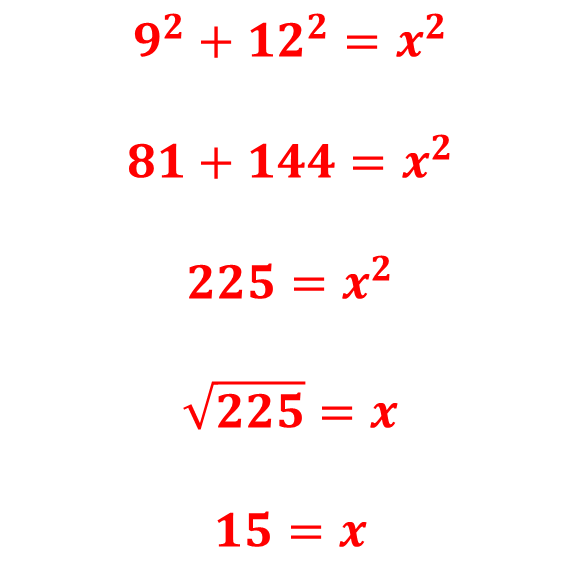 9² + 12² = x²
81 + 144 = x²
225 = x²
√225 = x
15 = x